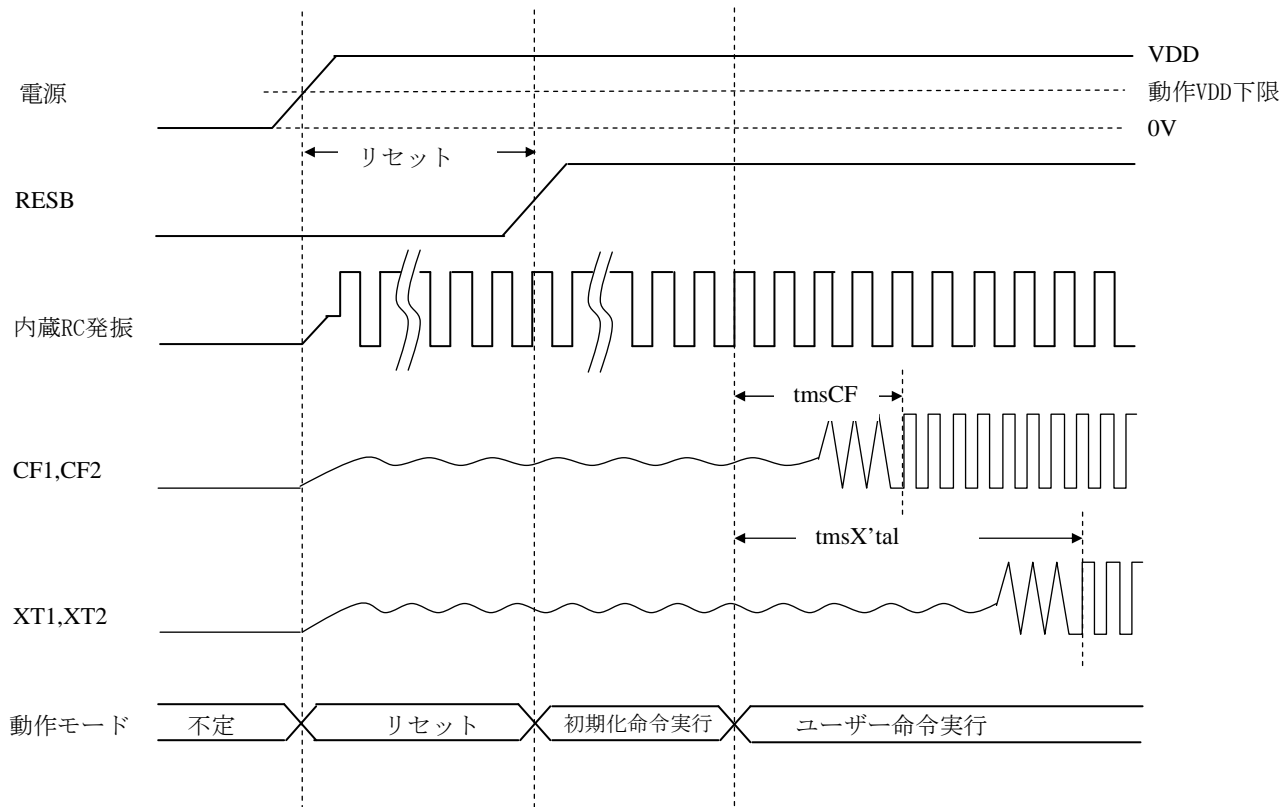 VDD
電源
動作VDD下限
0V
リセット
RESB
内蔵RC発振
tmsCF
CF1,CF2
tmsX’tal
XT1,XT2
動作モード
不定
リセット
初期化命令実行
ユーザー命令実行